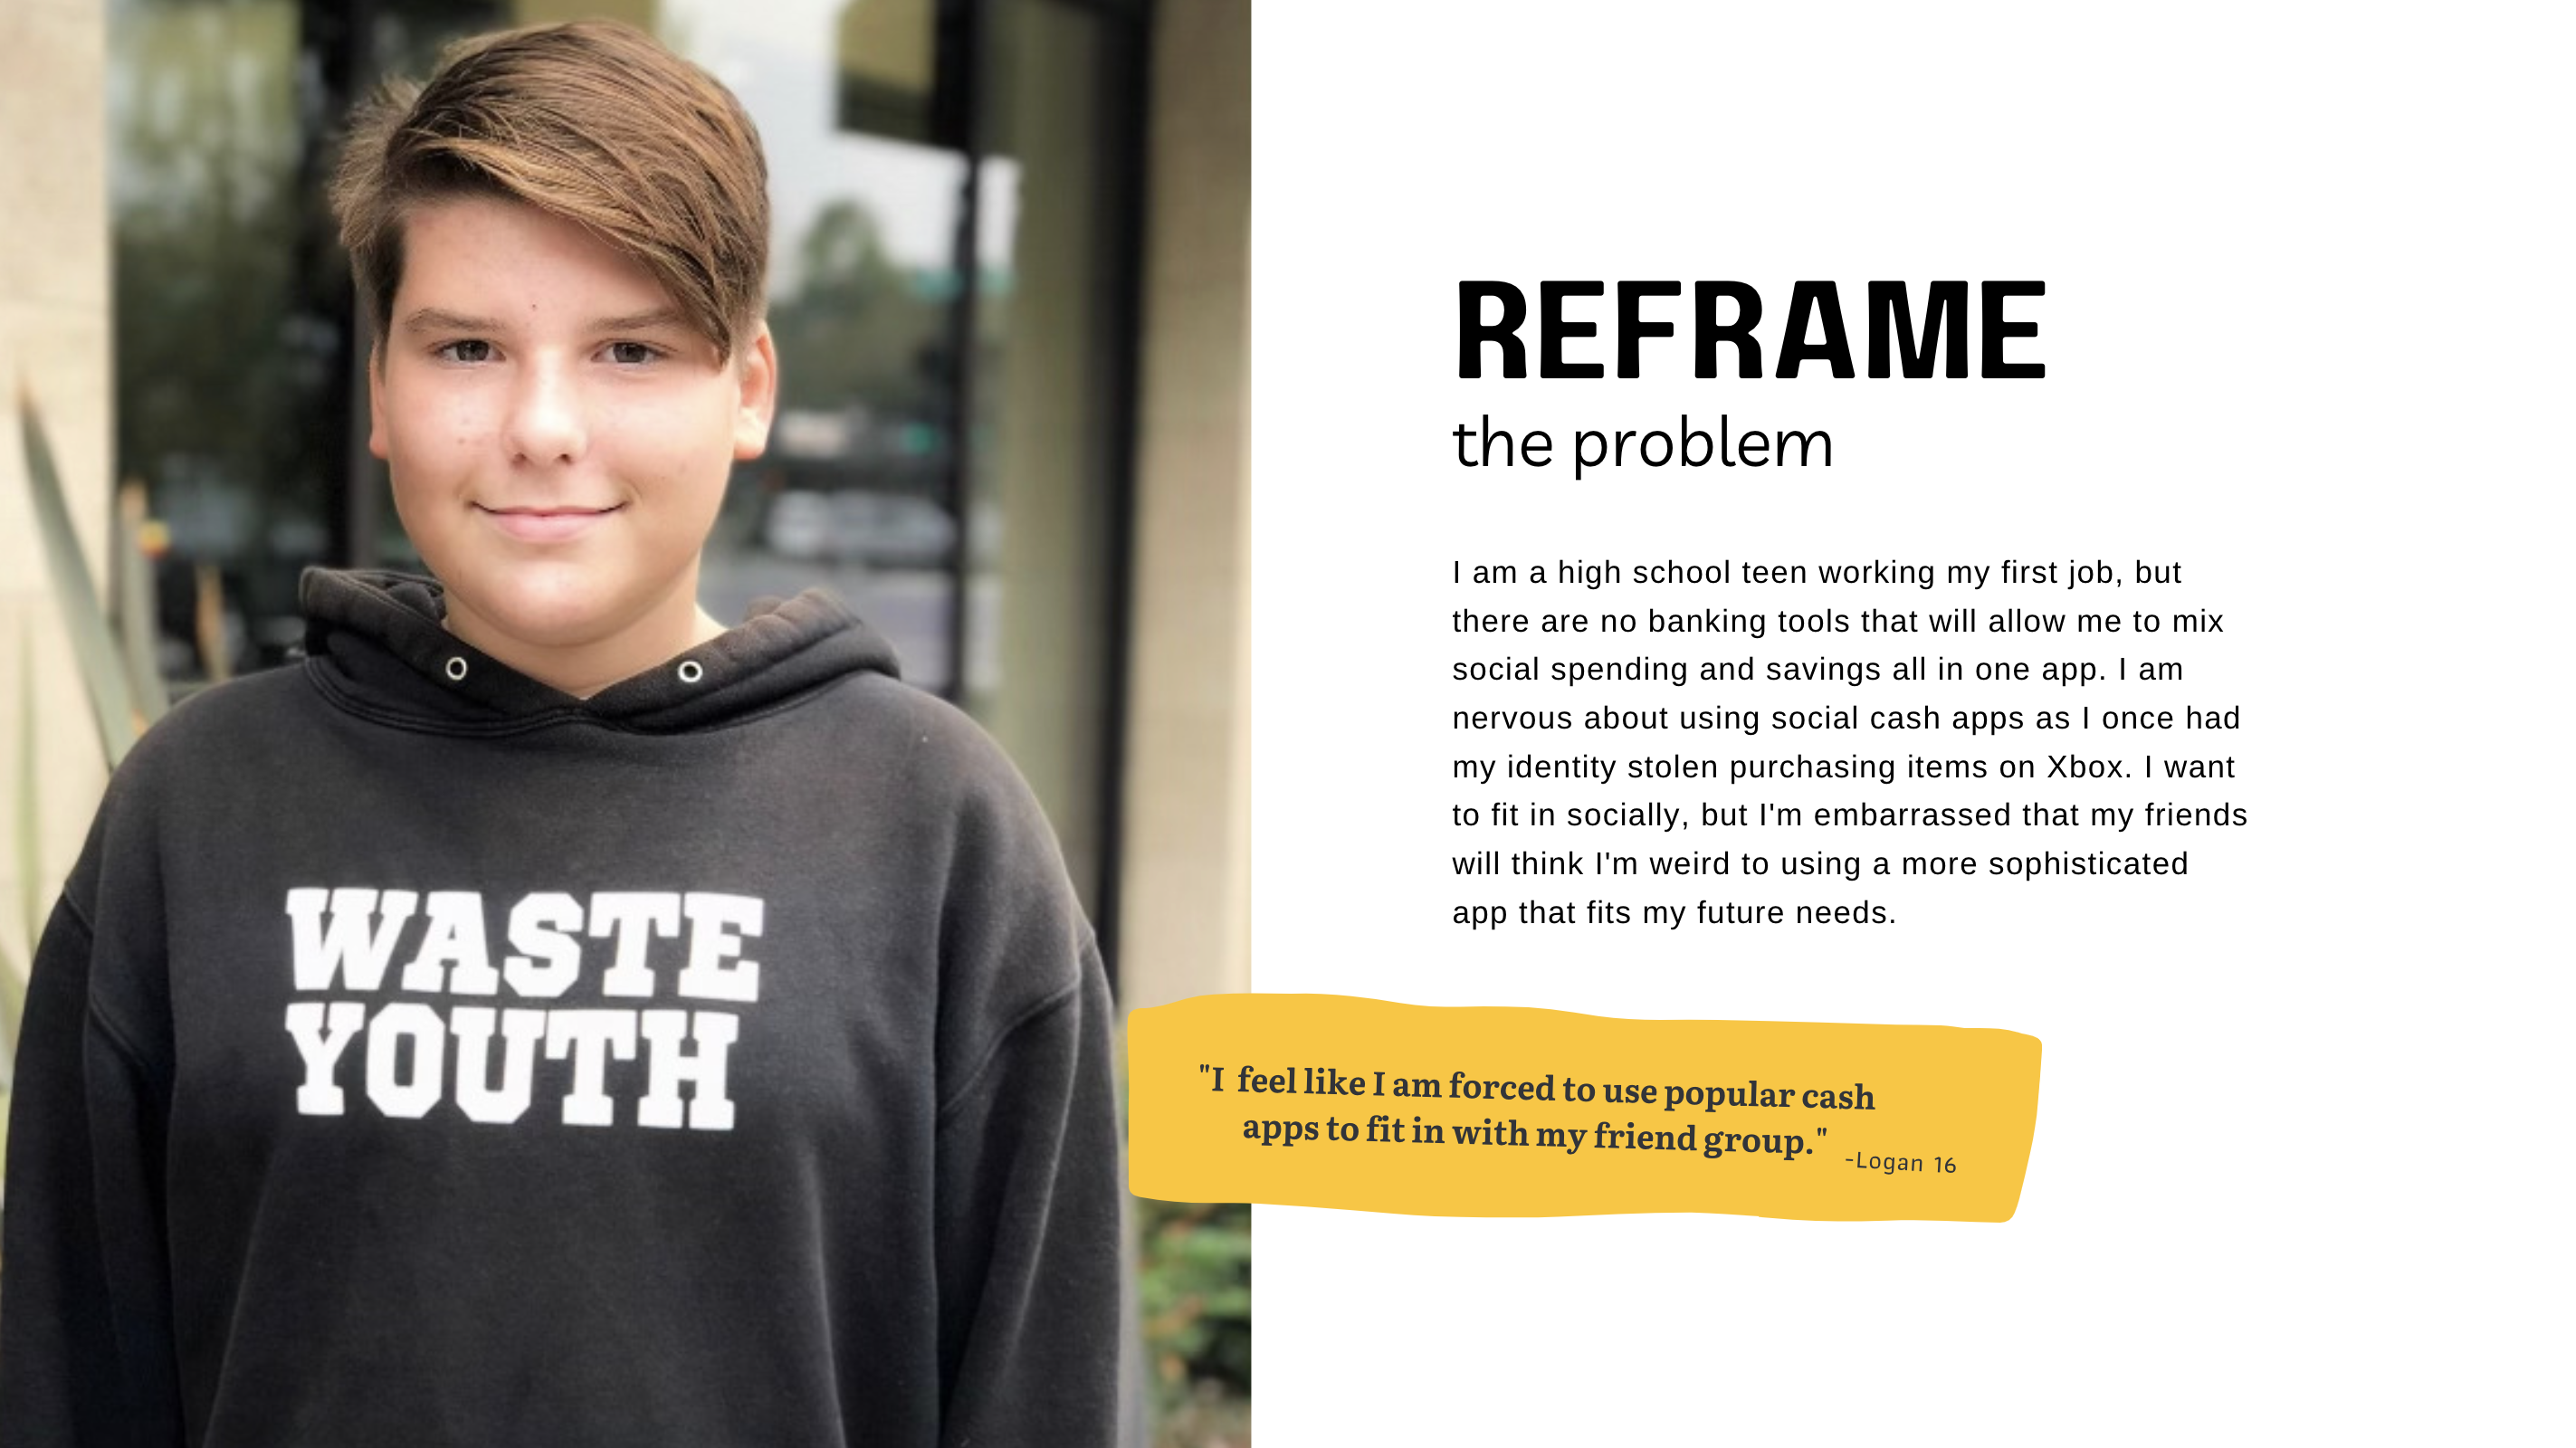 WASTE
YOUTH
REFRAME
the problem
I am a high school teen working my first job, but
there are no banking tools that will allow me to mix
social spending and savings all in one app. I am
nervous about using social cash apps as I once had
my identity stolen purchasing items on Xbox. I want
to fit in socially, but I'm embarrassed that my friends
will think I'm weird to using a more sophisticated
app that fits my future needs.
"I feel like I am forced to use popular cash
apps to fit in with my friend group."
-Logan 16